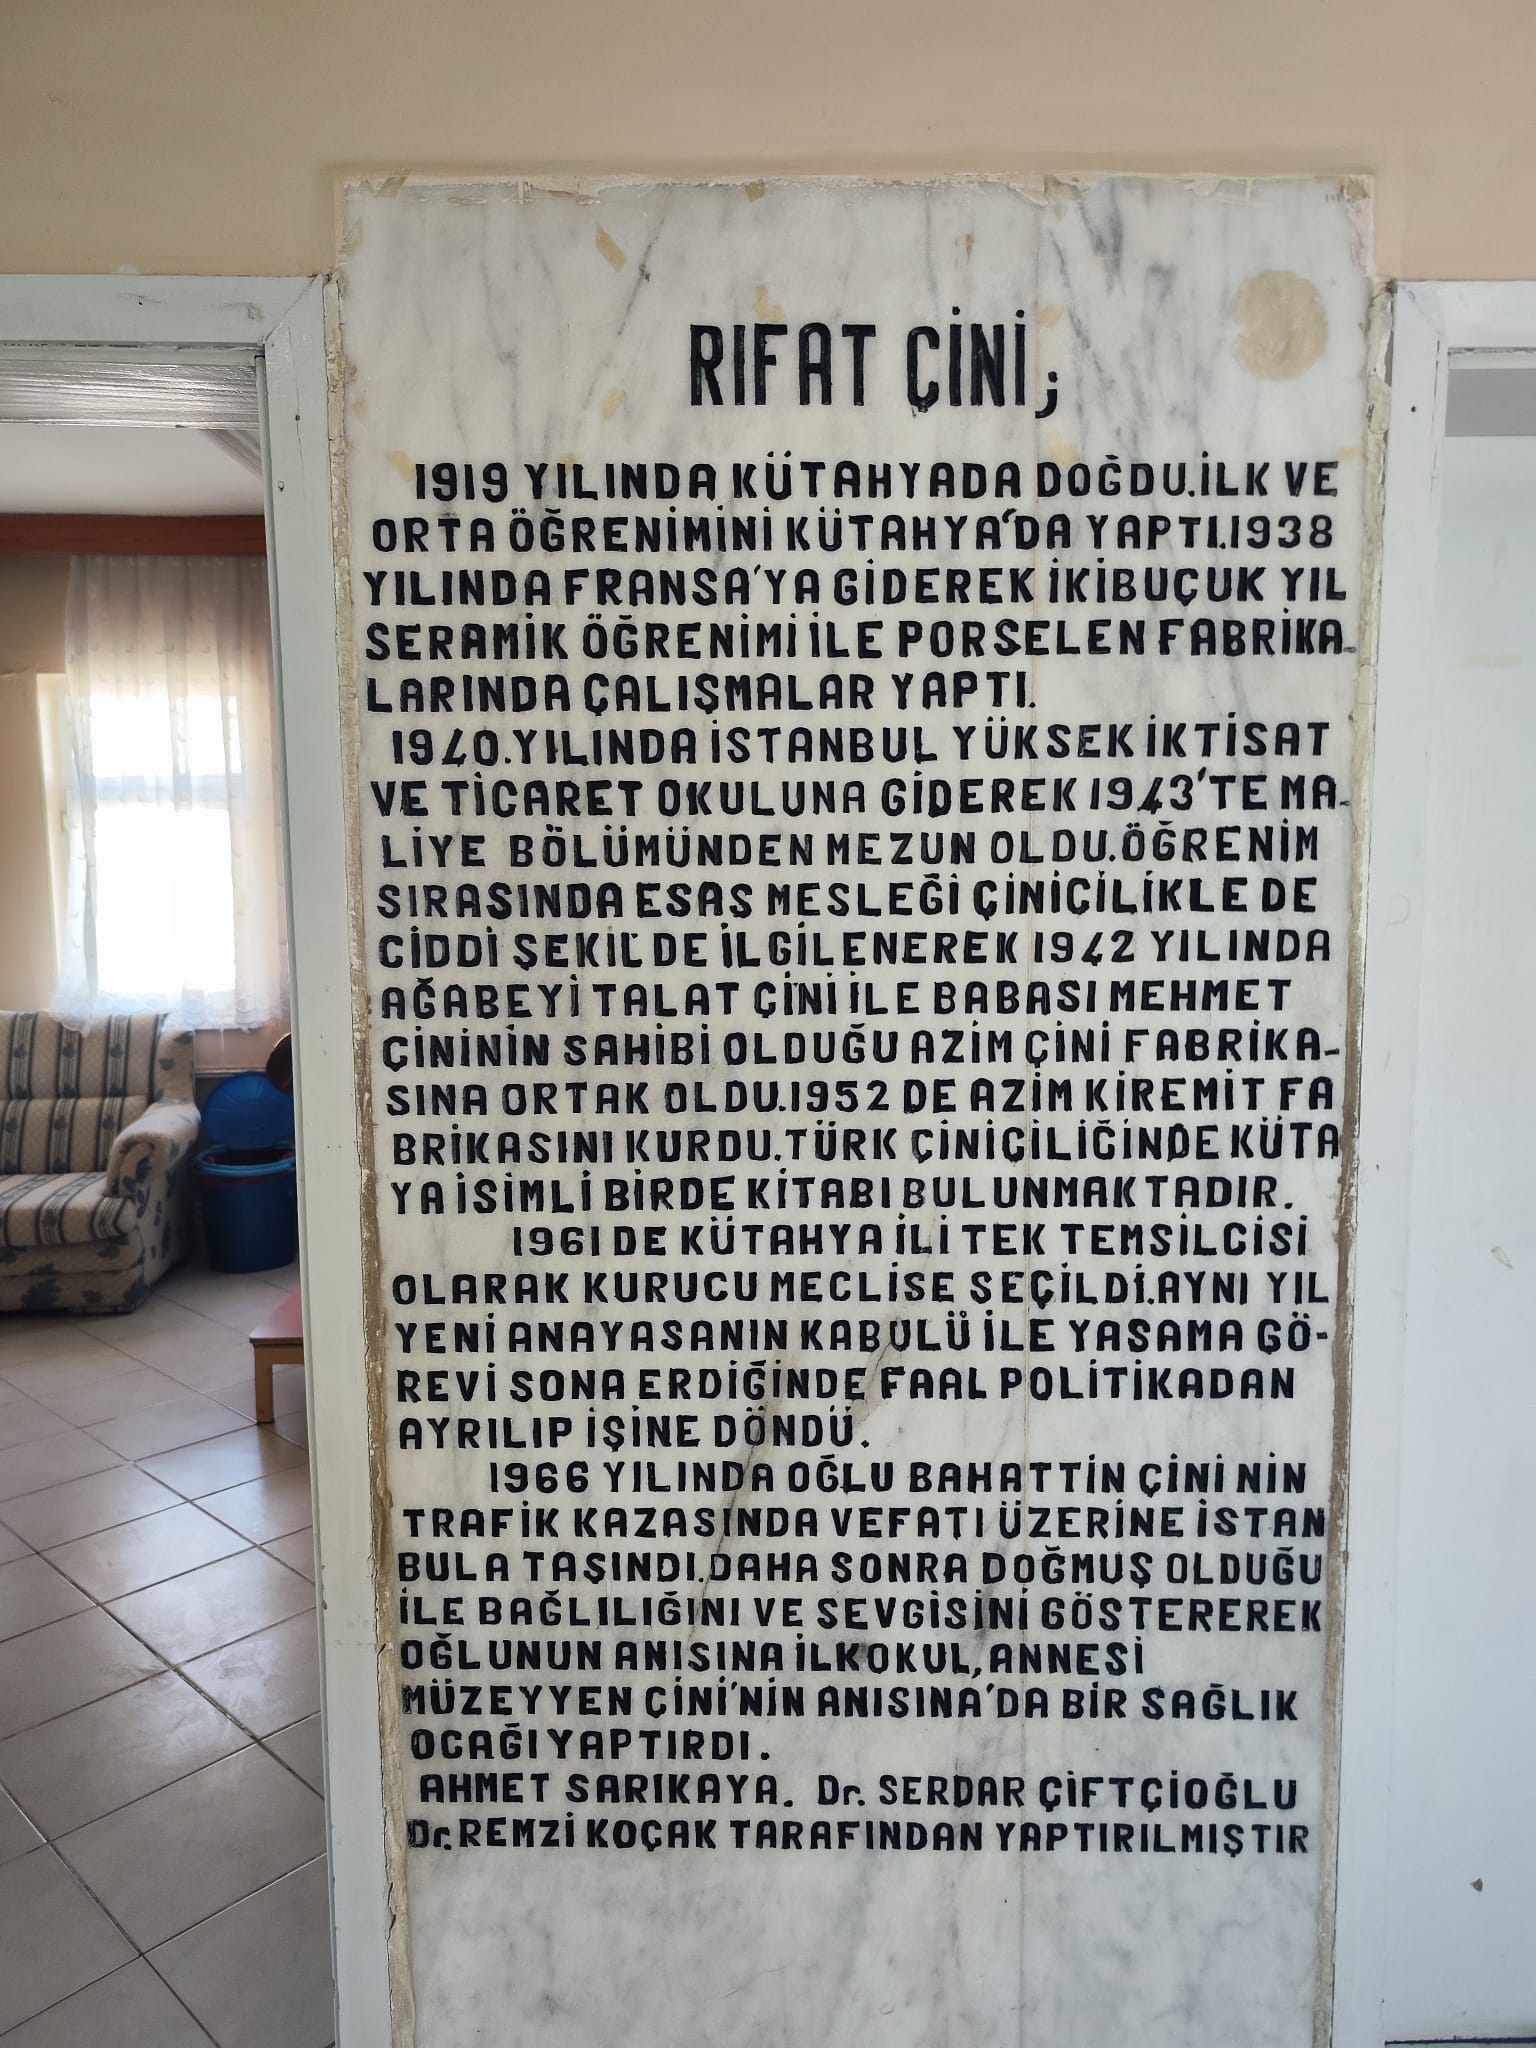 RIFAT ÇİNİ;
1919 YILINDA KÜTAHYADA DOĞDU.İLK VE
ORTA ÖĞRENİMİNİ KÜTAHYA'DA YAPTI.1938
YILINDA FRANSA'YA GİDEREK İKİBUÇUK YIL
SERAMİK ÖĞRENİMİ İLE PORSELEN FABRİKA-
LARINDA ÇALIŞMALAR YAPTI.
1940.YILINDA İSTANBUL YÜKSEK İKTİSAT
VE TİCARET OKULUNA GİDEREK 1943'TE MA-
LİYE BÖLÜMÜNDEN MEZUN OLDU.ÖĞRENİM
SIRASINDA ESAS MESLEĞİ ÇİNİCİLİKLE DE
CİDDİ ŞEKİL'DE İLGİLENEREK 1942 YILINDA
AĞABEYİ TALAT ÇİNİ İLE BABASI MEHMET
ÇİNİNİN SAHİBİ OLDUĞU AZİM ÇİNİ FABRİKA-
SINA ORTAK OLDU.1952 DE AZİM KİREMİT FA
BRİKASINI KURDU.TÜRK ÇİNİÇİLİĞİNDE KÜTA
YA İSİMLİ BİRDE KİTABI BULUNMAKTADIR.
1961 DE KÜTAHYA İLİ TEK TEMSİLCİSİ
OLARAK KURUCU MECLİSE SEÇİLDİ.AYNI YIL
YENİ ANAYASANIN KABULÜ İLE YASAMA GÖ-
REVİ SONA ERDİĞİNDE FAAL POLİTİKADAN
AYRILIP İŞİNE DÖNDÜ.
1966 YILINDA OĞLU BAHATTİN ÇİNİ NİN
TRAFİK KAZASINDA VEFATI ÜZERİNE İSTAN
BULA TAŞINDI.DAHA SONRA DOĞMUŞ OLDUĞU
İLE BAĞLILIĞINI VE SEVGİSİNİ GÖSTEREREK
OĞLUNUN ANISINA İLKOKUL,ANNESİ
MÜZEYYEN ÇİNİ'NİN ANISINA'DA BİR SAĞLIK
OCAĞI YAPTIRDI.
AHMET SARIKAYA. Dr. SERDAR ÇİFTÇİOĞLU
Dr.REMZİ KOÇAK TARAFINDAN YAPTIRILMIŞTIR